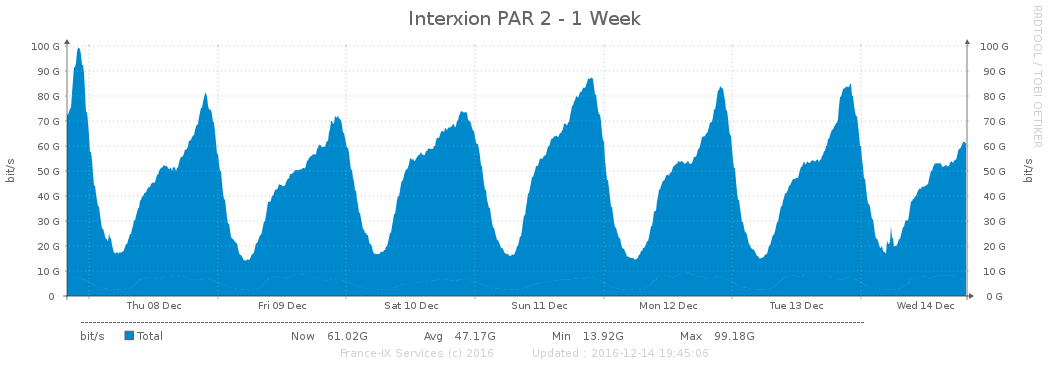 Interxion PAR 2 - 1 Week
RRDTOOL / TOBI OETIKER
bit/s
100 G
90 G
80 G
70 G
60 G
50 G
40 G
30 G
20 G
10 G
0
100 G
90 G
80 G
70 G
60 G
50 G
40 G
30 G
20 G
10 G
0 G
bit/s
Thu 08 Dec Fri 09 Dec Sat 10 Dec Sun 11 Dec Mon 12 Dec Tue 13 Dec Wed 14 Dec
bit/s Total Now 61.02G Avg 47.17G Min 13.92G Max 99.18G
France-IX Services (c) 2016 Updated : 2016-12-14 19:45:06